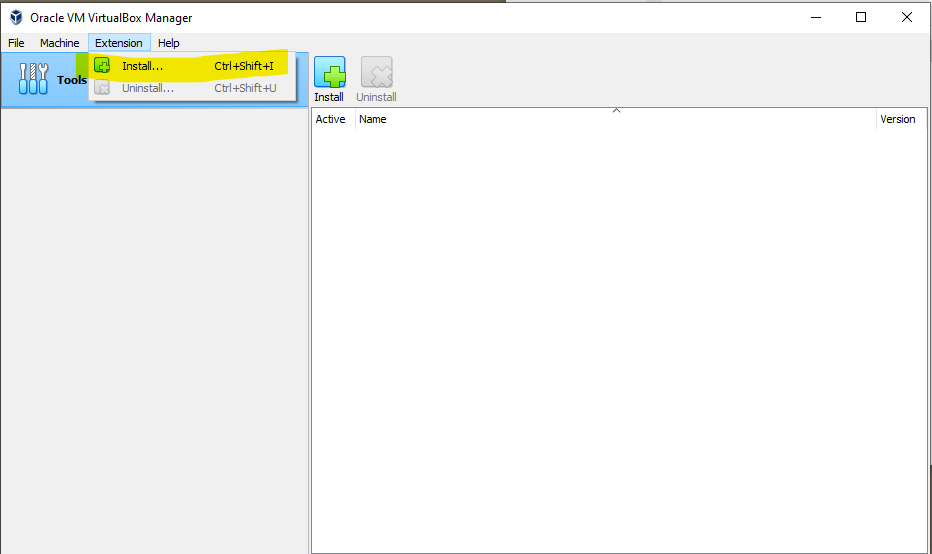 Oracle VM VirtualBox Manager
File Machine Extension Help
Install... Ctrl+Shift+I
Uninstall... Ctrl+Shift+U
Tools
Install Uninstall
Active Name Version